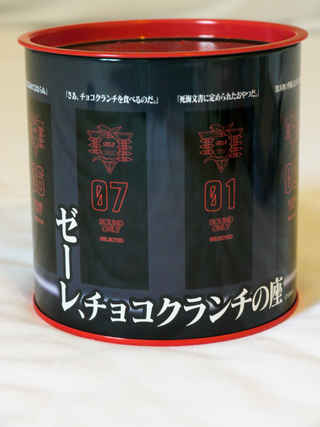 「さあ、チョコクランチを食べるのだ。」
「死海文書に定められたおやつだ。」
07
SOUND
ONLY
SELECTED
01
SOUND
ONLY
SELECTED
ゼーレ、チョコクランチの座